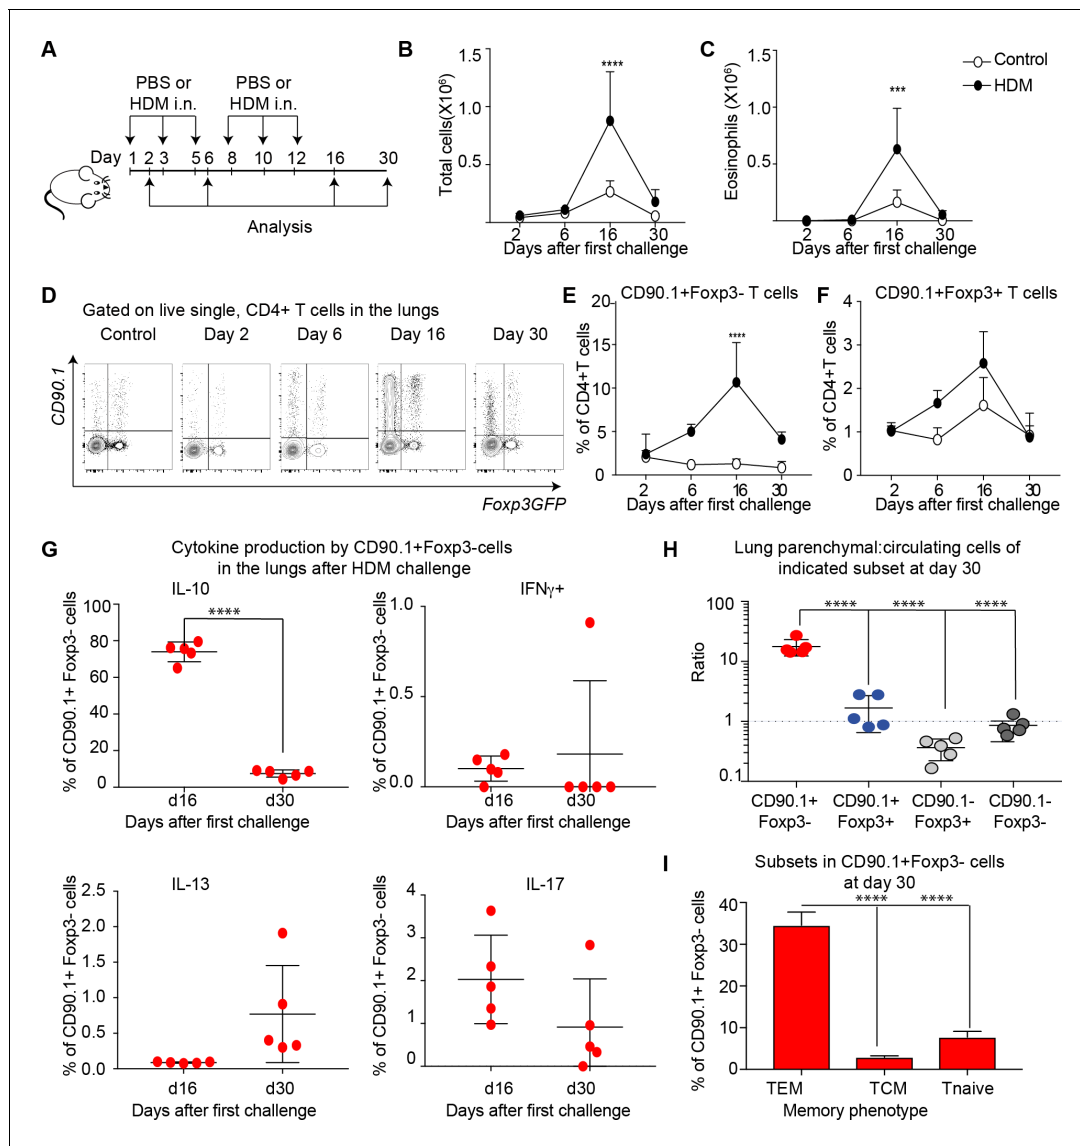 A
PBS or
HDM i.n.
PBS or
HDM i.n.
Day 1 2 3 5 6 8 10 12 16 30
Analysis
B
Total cells(X10⁶)
1.5
1.0
0.5
****
2 6 16 30
Days after first challenge
C
Eosinophils (X10⁶)
1.5
1.0
0.5
***
2 6 16 30
Days after first challenge
Control
HDM
D
Gated on live single, CD4+ T cells in the lungs
Control Day 2 Day 6 Day 16 Day 30
CD90.1
Foxp3GFP
E
CD90.1+Foxp3- T cells
% of CD4+T cells
20
15
10
5
0
****
2 6 16 30
Days after first challenge
F
CD90.1+Foxp3+ T cells
% of CD4+T cells
4
3
2
1
0
2 6 16 30
Days after first challenge
G
Cytokine production by CD90.1+Foxp3-cells
in the lungs after HDM challenge
IL-10
% of CD90.1+ Foxp3- cells
100
80
60
40
20
0
****
d16 d30
Days after first challenge
IFNγ+
% of CD90.1+ Foxp3- cells
1.0
0.5
0.0
d16 d30
Days after first challenge
IL-13
% of CD90.1+ Foxp3- cells
2.5
2.0
1.5
1.0
0.5
0.0
d16 d30
Days after first challenge
IL-17
% of CD90.1+ Foxp3- cells
4
3
2
1
0
d16 d30
Days after first challenge
H
Lung parenchymal:circulating cells of
indicated subset at day 30
Ratio
100
10
1
0.1
**** **** ****
CD90.1+ CD90.1+ CD90.1- CD90.1-
Foxp3- Foxp3+ Foxp3+ Foxp3-
I
Subsets in CD90.1+Foxp3- cells
at day 30
% of CD90.1+ Foxp3- cells
40
30
20
10
0
**** ****
TEM TCM Tnaive
Memory phenotype